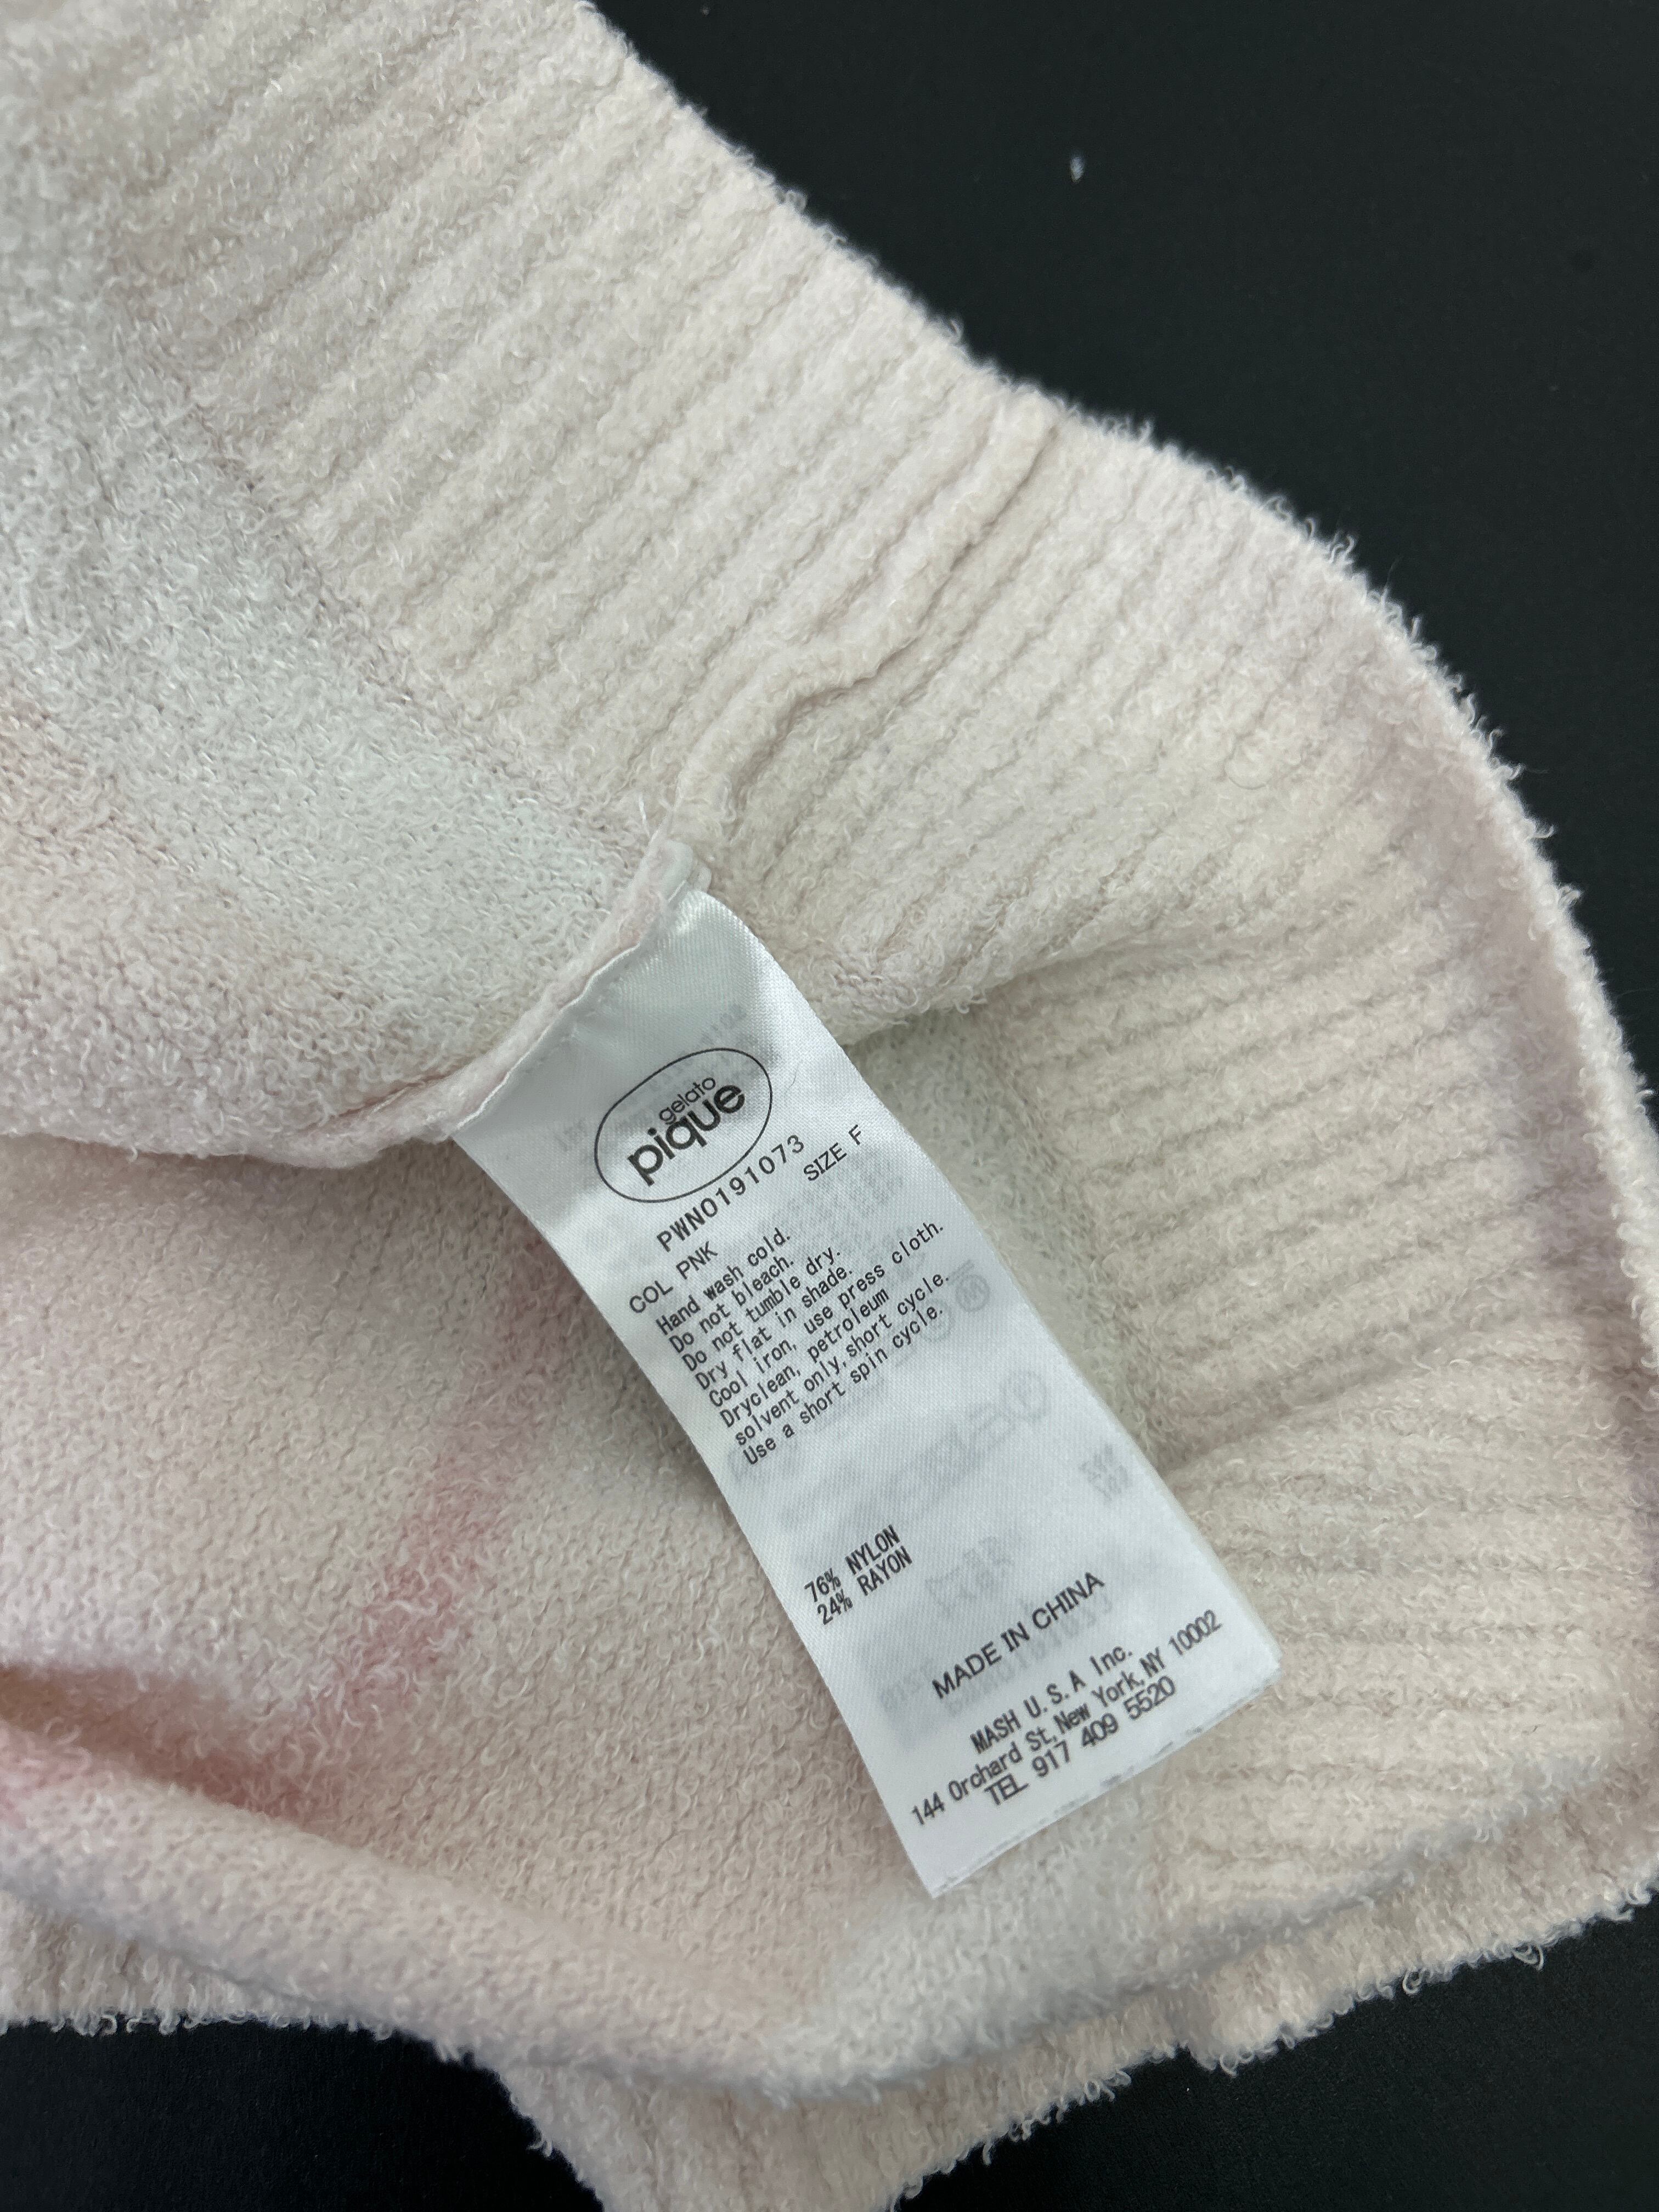 gelato
pique
PWNO191073
COL PNK SIZE F
Hand wash cold.
Do not bleach.
Do not tumble dry.
Dry flat in shade.
Cool iron, use press cloth.
Dryclean, petroleum
solvent only, short cycle.
Use a short spin cycle.
76% NYLON
24% RAYON
MADE IN CHINA
MASH U.S.A Inc.
144 Orchard St, New York, NY 10002
TEL 917 409 5520